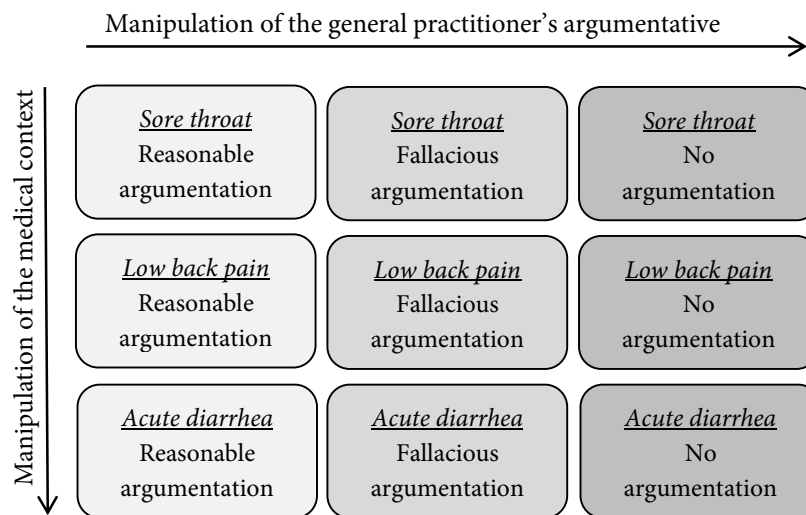 Manipulation of the general practitioner's argumentative
Manipulation of the medical context
Sore throat
Reasonable
argumentation
Sore throat
Fallacious
argumentation
Sore throat
No
argumentation
Low back pain
Reasonable
argumentation
Low back pain
Fallacious
argumentation
Low back pain
No
argumentation
Acute diarrhea
Reasonable
argumentation
Acute diarrhea
Fallacious
argumentation
Acute diarrhea
No
argumentation